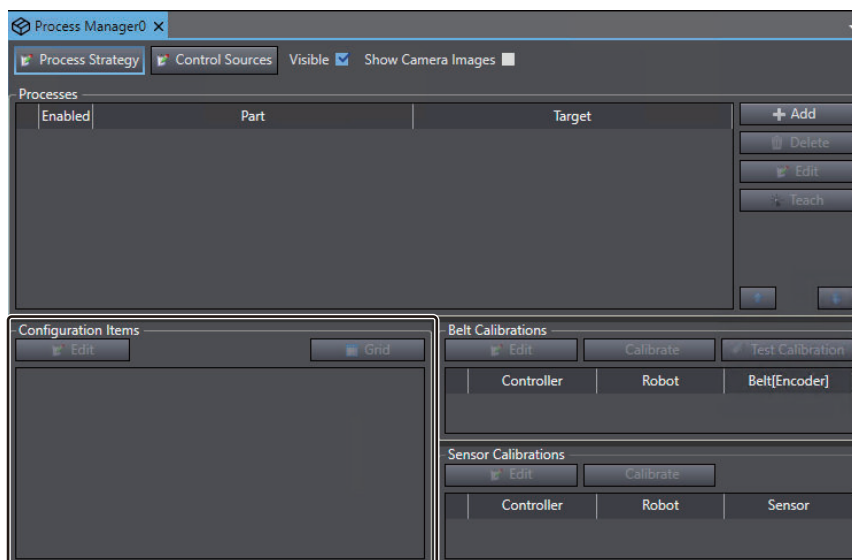 Process Manager0
Process Strategy Control Sources Visible Show Camera Images
Processes
Enabled Part Target
Add
Delete
Edit
Teach
Configuration Items
Edit Grid
Belt Calibrations
Edit Calibrate Test Calibration
Controller Robot Belt[Encoder]
Sensor Calibrations
Edit Calibrate
Controller Robot Sensor